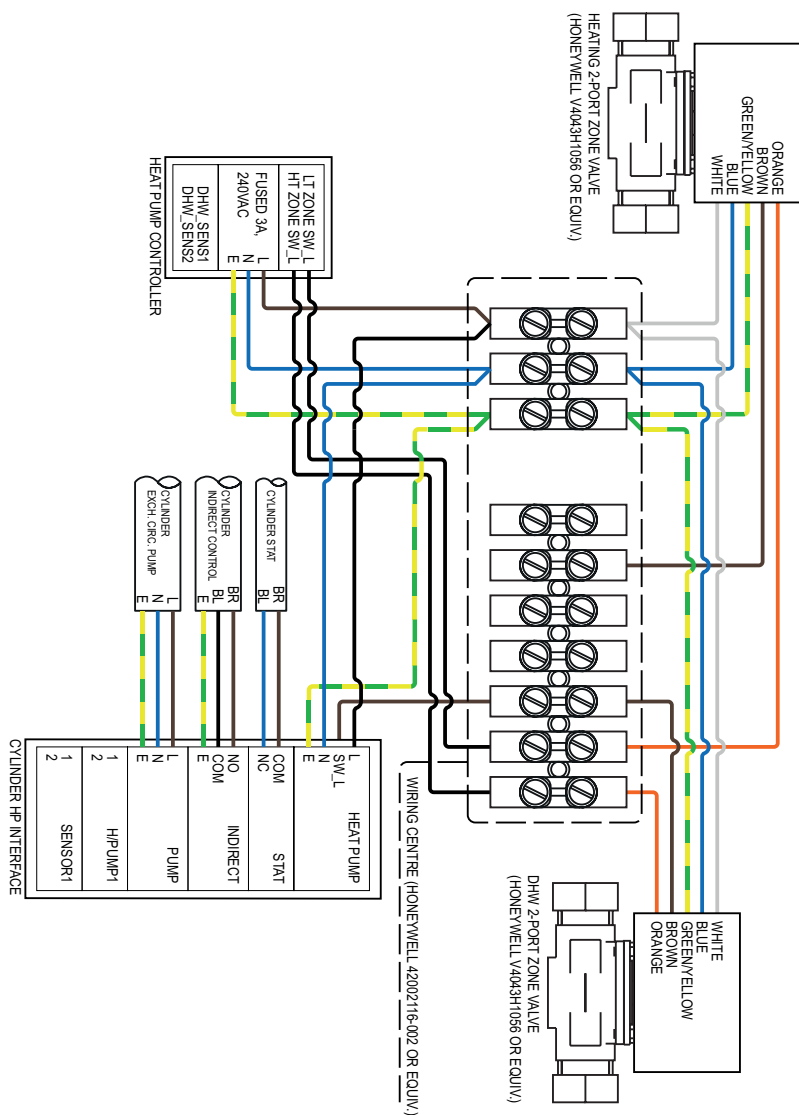 HEATING 2-PORT ZONE VALVE
(HONEYWELL V4043H1056 OR EQUIV.)
ORANGE
BROWN
GREEN/YELLOW
BLUE
WHITE
HEAT PUMP CONTROLLER
LT ZONE SW_L
HT ZONE SW_L
FUSED 3A,
240VAC
L
N
E
DHW_SENS1
DHW_SENS2
CYLINDER STAT
BR
BL
CYLINDER
INDIRECT CONTROL
BR
BL
E
CYLINDER
EXCH. CIRC. PUMP
L
N
E
CYLINDER HP INTERFACE
HEAT PUMP
L
SW_L
N
E
STAT
COM
NC
INDIRECT
NO
COM
E
PUMP
L
N
E
H/PUMP1
1
2
SENSOR1
1
2
WIRING CENTRE (HONEYWELL 42002116-002 OR EQUIV.)
DHW 2-PORT ZONE VALVE
(HONEYWELL V4043H1056 OR EQUIV.)
WHITE
BLUE
GREEN/YELLOW
BROWN
ORANGE